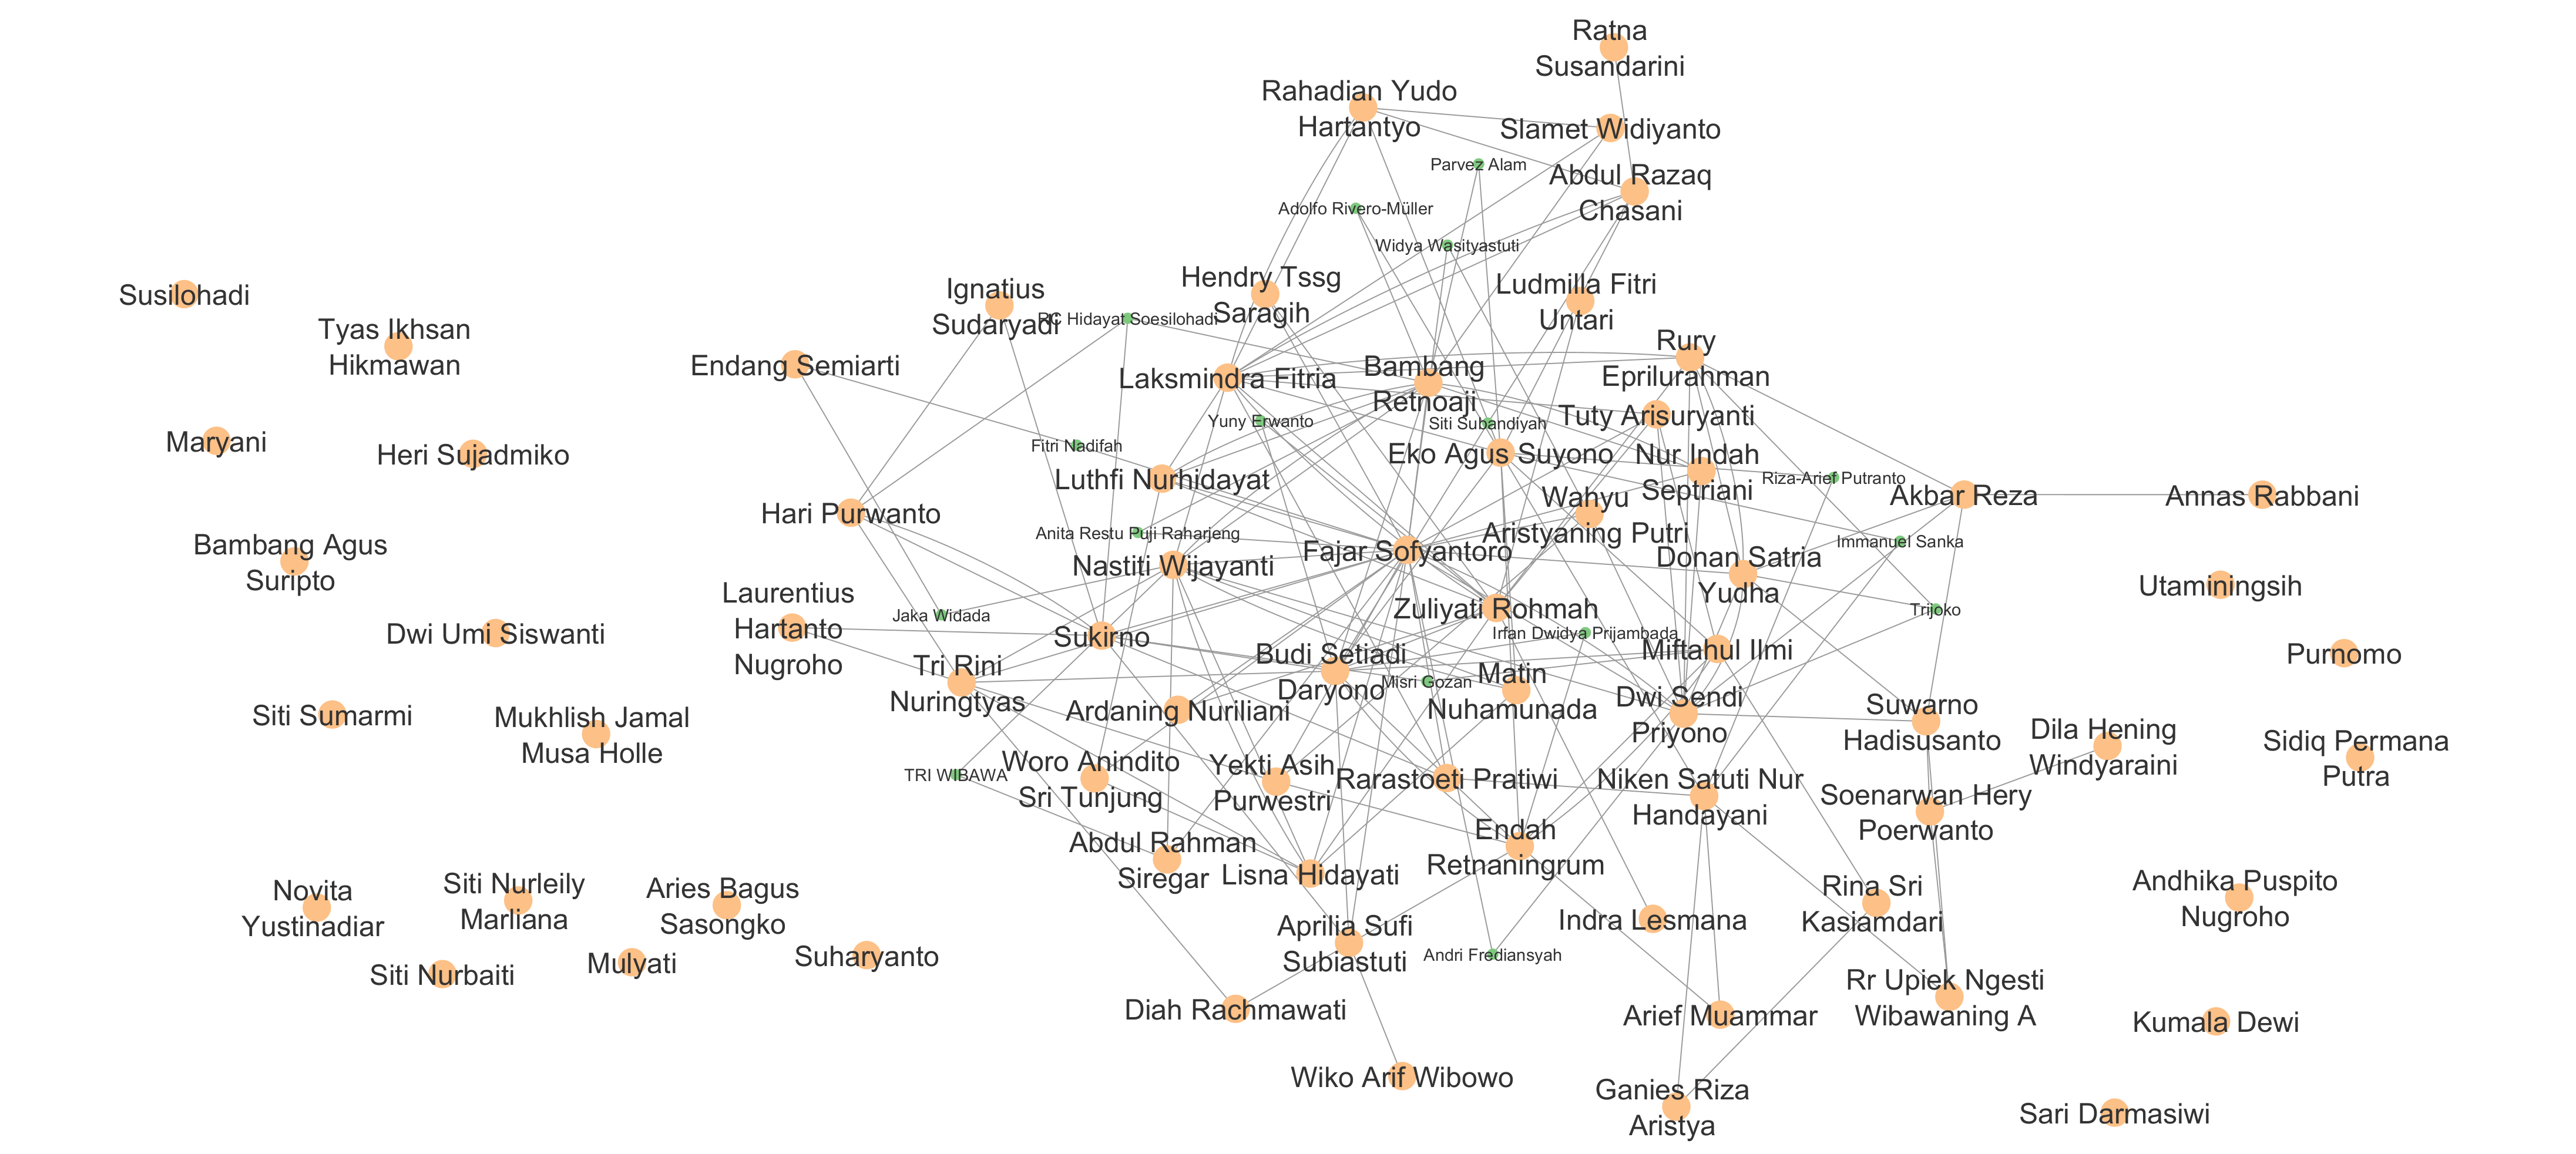 Ratna
Susandarini
Rahadian Yudo
Hartantyo
Slamet Widiyanto
Parvez Alam
Abdul Razaq
Chasani
Adolfo Rivero-Müller
Widya Wasityastuti
Hendry Tssg
Saragih
Ludmilla Fitri
Untari
Susilohadi
Ignatius
Sudaryadi
RC Hidayat Soesilohadi
Tyas Ikhsan
Hikmawan
Rury
Eprilurahman
Endang Semiarti
Laksmindra Fitria
Bambang
Retnoaji
Tuty Arisuryanti
Yuny Erwanto
Siti Subandiyah
Maryani
Heri Sujadmiko
Fitri Nadifah
Eko Agus Suyono
Nur Indah
Septriani
Luthfi Nurhidayat
Riza-Arief Putranto
Akbar Reza
Annas Rabbani
Hari Purwanto
Wahyu
Aristyaning Putri
Anita Restu Puji Raharjeng
Immanuel Sanka
Bambang Agus
Suripto
Fajar Sofyantoro
Nastiti Wijayanti
Donan Satria
Yudha
Utaminingsih
Laurentius
Hartanto
Nugroho
Jaka Widada
Zuliyati Rohmah
Trijoko
Dwi Umi Siswanti
Sukirno
Irfan Dwidya Prijambada
Miftahul Ilmi
Purnomo
Tri Rini
Nuringtyas
Budi Setiadi
Daryono
Misri Gozan
Matin
Nuhamunada
Siti Sumarmi
Ardaning Nuriliani
Dwi Sendi
Priyono
Suwarno
Hadisusanto
Mukhlish Jamal
Musa Holle
Dila Hening
Windyaraini
Sidiq Permana
Putra
TRI WIBAWA
Woro Anindito
Sri Tunjung
Yekti Asih
Purwestri
Rarastoeti Pratiwi
Niken Satuti Nur
Handayani
Soenarwan Hery
Poerwanto
Abdul Rahman
Siregar
Lisna Hidayati
Endah
Retnaningrum
Novita
Yustinadiar
Siti Nurleily
Marliana
Aries Bagus
Sasongko
Rina Sri
Kasiamdari
Andhika Puspito
Nugroho
Indra Lesmana
Aprilia Sufi
Subiastuti
Andri Frediansyah
Suharyanto
Mulyati
Siti Nurbaiti
Rr Upiek Ngesti
Wibawaning A
Diah Rachmawati
Arief Muammar
Kumala Dewi
Wiko Arif Wibowo
Ganies Riza
Aristya
Sari Darmasiwi